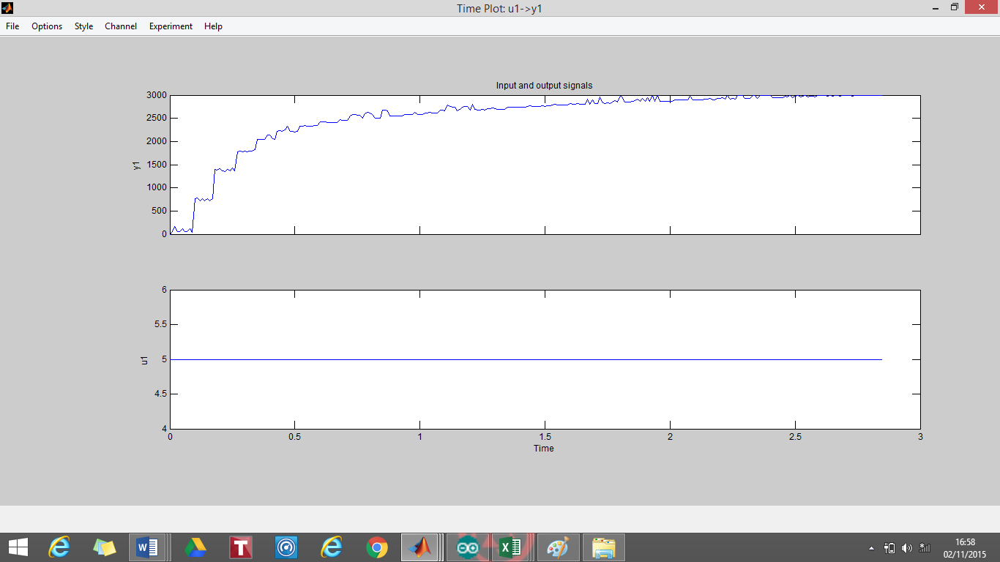 Time Plot: u1->y1
File Options Style Channel Experiment Help
Input and output signals
3000
2500
2000
1500
1000
500
0
y1
6
5.5
5
4.5
4
u1
0 0.5 1 1.5 2 2.5 3
Time
16:58
02/11/2015